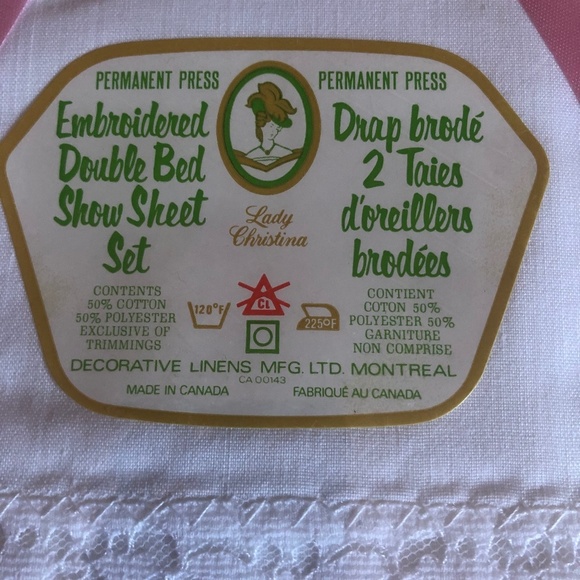 PERMANENT PRESS
Embroidered
Double Bed
Show Sheet
Set
CONTENTS
50% COTTON
50% POLYESTER
EXCLUSIVE OF
TRIMMINGS
Lady
Christina
120°F
CL
225°F
PERMANENT PRESS
Drap brodé
2 Taies
d'oreillers
brodées
CONTIENT
COTON 50%
POLYESTER 50%
GARNITURE
NON COMPRISE
DECORATIVE LINENS MFG. LTD. MONTREAL
CA 00143
MADE IN CANADA
FABRIQUÉ AU CANADA